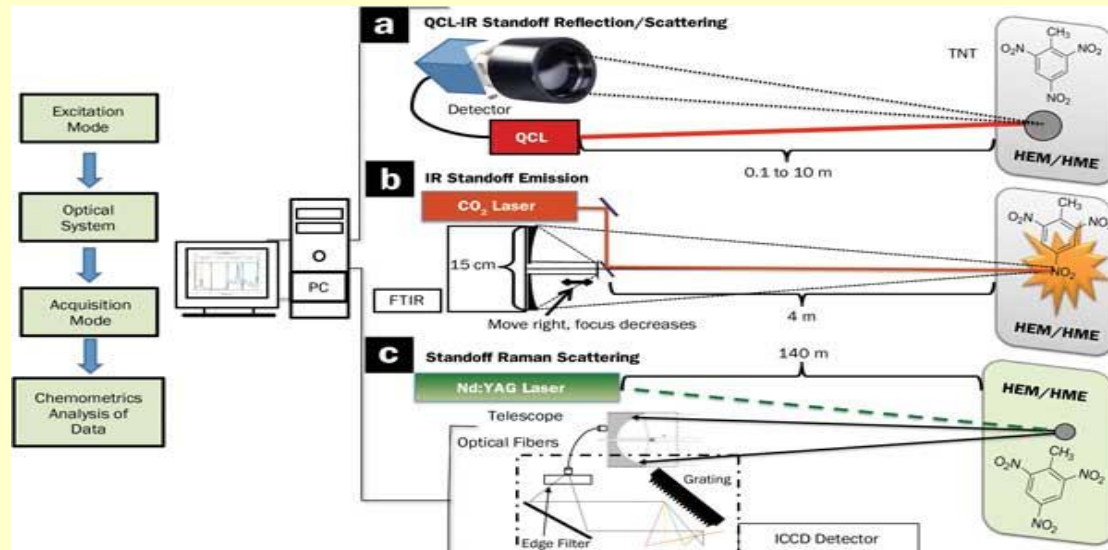 Excitation
Mode
Optical
System
Acquisition
Mode
Chemometrics
Analysis of
Data
PC
a QCL-IR Standoff Reflection/Scattering
Detector
QCL
0.1 to 10 m
TNT
CH₃
O₂N
NO₂
NO₂
HEM/HME
b IR Standoff Emission
CO₂ Laser
15 cm
FTIR
Move right, focus decreases
4 m
CH₃
O₂N
NO
NO₂
HEM/HME
c Standoff Raman Scattering
140 m
Nd:YAG Laser
Telescope
Optical Fibers
Grating
Edge Filter
ICCD Detector
HEM/HME
CH₃
O₂N
NO₂
NO₂